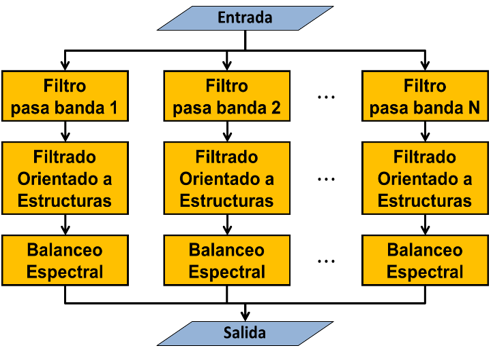 Entrada
Filtro
pasa banda 1
Filtro
pasa banda 2
...
Filtro
pasa banda N
Filtrado
Orientado a
Estructuras
Filtrado
Orientado a
Estructuras
...
Filtrado
Orientado a
Estructuras
Balanceo
Espectral
Balanceo
Espectral
...
Balanceo
Espectral
Salida